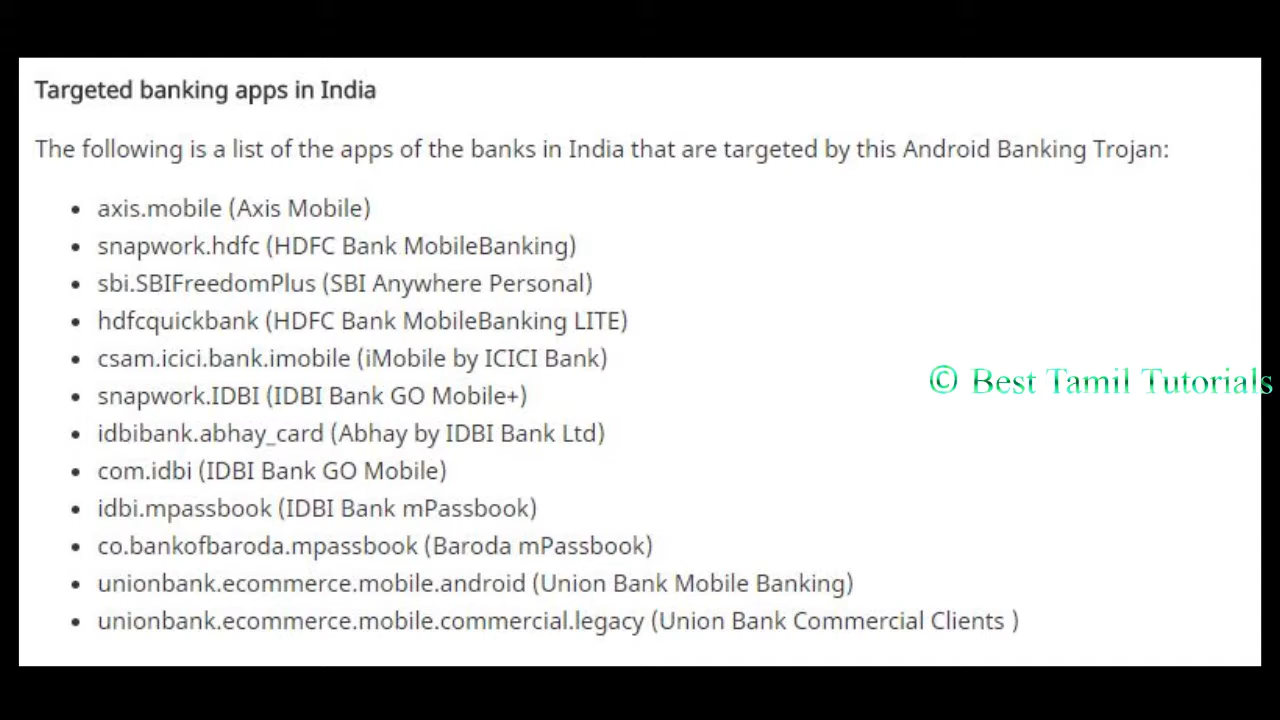 Targeted banking apps in India
The following is a list of the apps of the banks in India that are targeted by this Android Banking Trojan:
• axis.mobile (Axis Mobile)
• snapwork.hdfc (HDFC Bank MobileBanking)
• sbi.SBIFreedomPlus (SBI Anywhere Personal)
• hdfcquickbank (HDFC Bank MobileBanking LITE)
• csam.icici.bank.imobile (iMobile by ICICI Bank)
© Best Tamil Tutorials
• snapwork.IDBI (IDBI Bank GO Mobile+)
• idbibank.abhay_card (Abhay by IDBI Bank Ltd)
• com.idbi (IDBI Bank GO Mobile)
• idbi.mpassbook (IDBI Bank mPassbook)
• co.bankofbaroda.mpassbook (Baroda mPassbook)
• unionbank.ecommerce.mobile.android (Union Bank Mobile Banking)
• unionbank.ecommerce.mobile.commercial.legacy (Union Bank Commercial Clients )